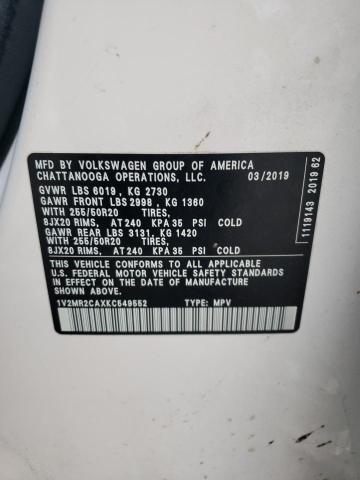 MFD BY VOLKSWAGEN GROUP OF AMERICA
CHATTANOOGA OPERATIONS, LLC. 03/2019
GVWR LBS 6019 , KG 2730
GAWR FRONT LBS 2998 , KG 1360
WITH 255/50R20 TIRES,
8JX20 RIMS, AT 240 KPA 35 PSI COLD
GAWR REAR LBS 3131, KG 1420
WITH 255/50R20 TIRES,
8JX20 RIMS, AT 240 KPA 35 PSI COLD
THIS VEHICLE CONFORMS TO ALL APPLICABLE
U.S. FEDERAL MOTOR VEHICLE SAFETY STANDARDS
IN EFFECT ON THE DATE OF MANUFACTURE
SHOWN ABOVE.
1V2MR2CAXKC549552 TYPE: MPV
1119143 2019 62